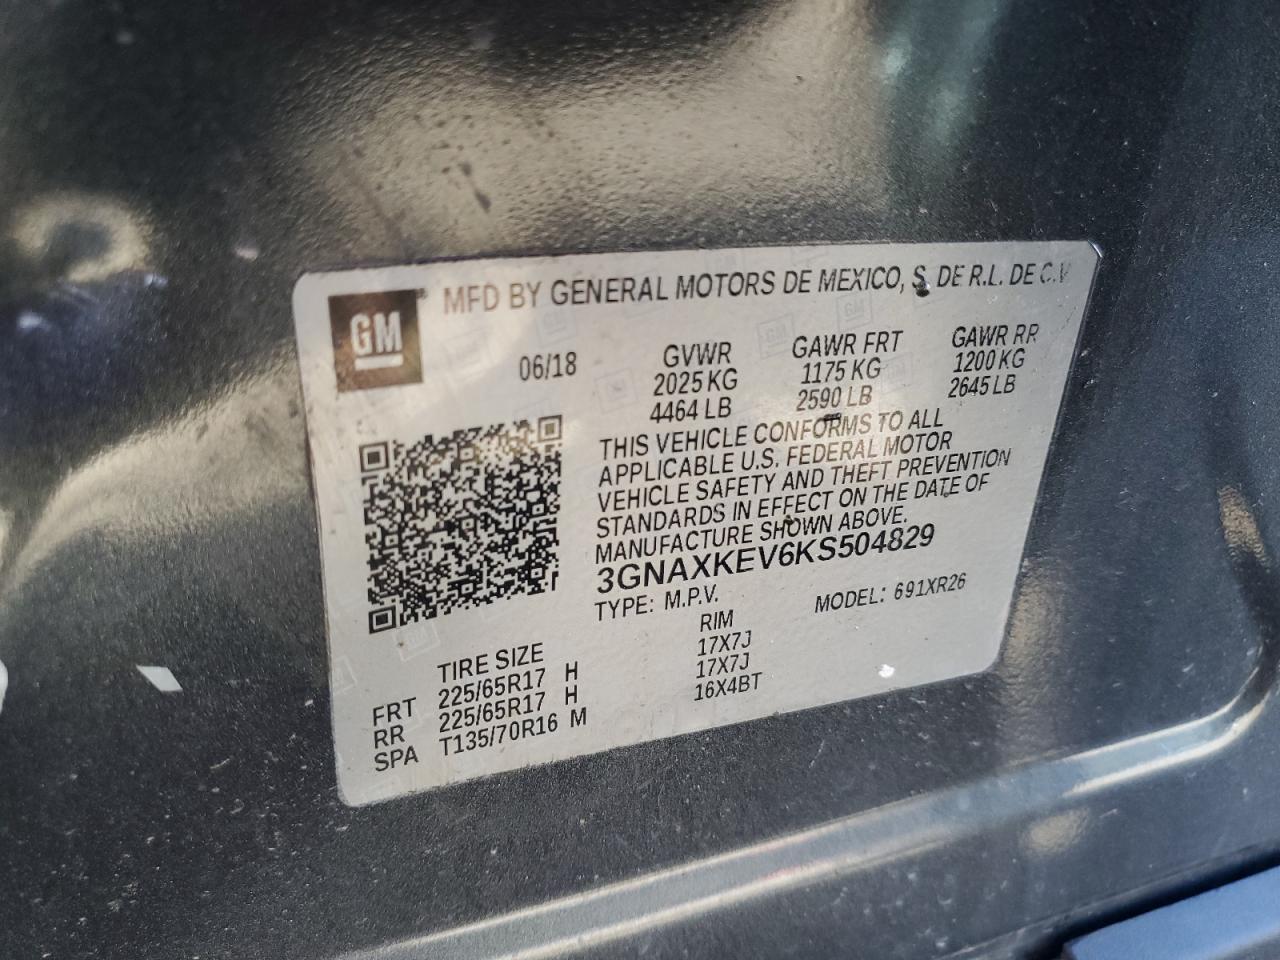 GM
MFD BY GENERAL MOTORS DE MEXICO, S. DE R.L. DE C.V
06/18
GVWR GAWR FRT GAWR RR
2025 KG 1175 KG 1200 KG
4464 LB 2590 LB 2645 LB
THIS VEHICLE CONFORMS TO ALL
APPLICABLE U.S. FEDERAL MOTOR
VEHICLE SAFETY AND THEFT PREVENTION
STANDARDS IN EFFECT ON THE DATE OF
MANUFACTURE SHOWN ABOVE.
3GNAXKEV6KS504829
TYPE: M.P.V. MODEL: 691XR26
TIRE SIZE RIM
FRT 225/65R17 H 17X7J
RR 225/65R17 H 17X7J
SPA T135/70R16 M 16X4BT